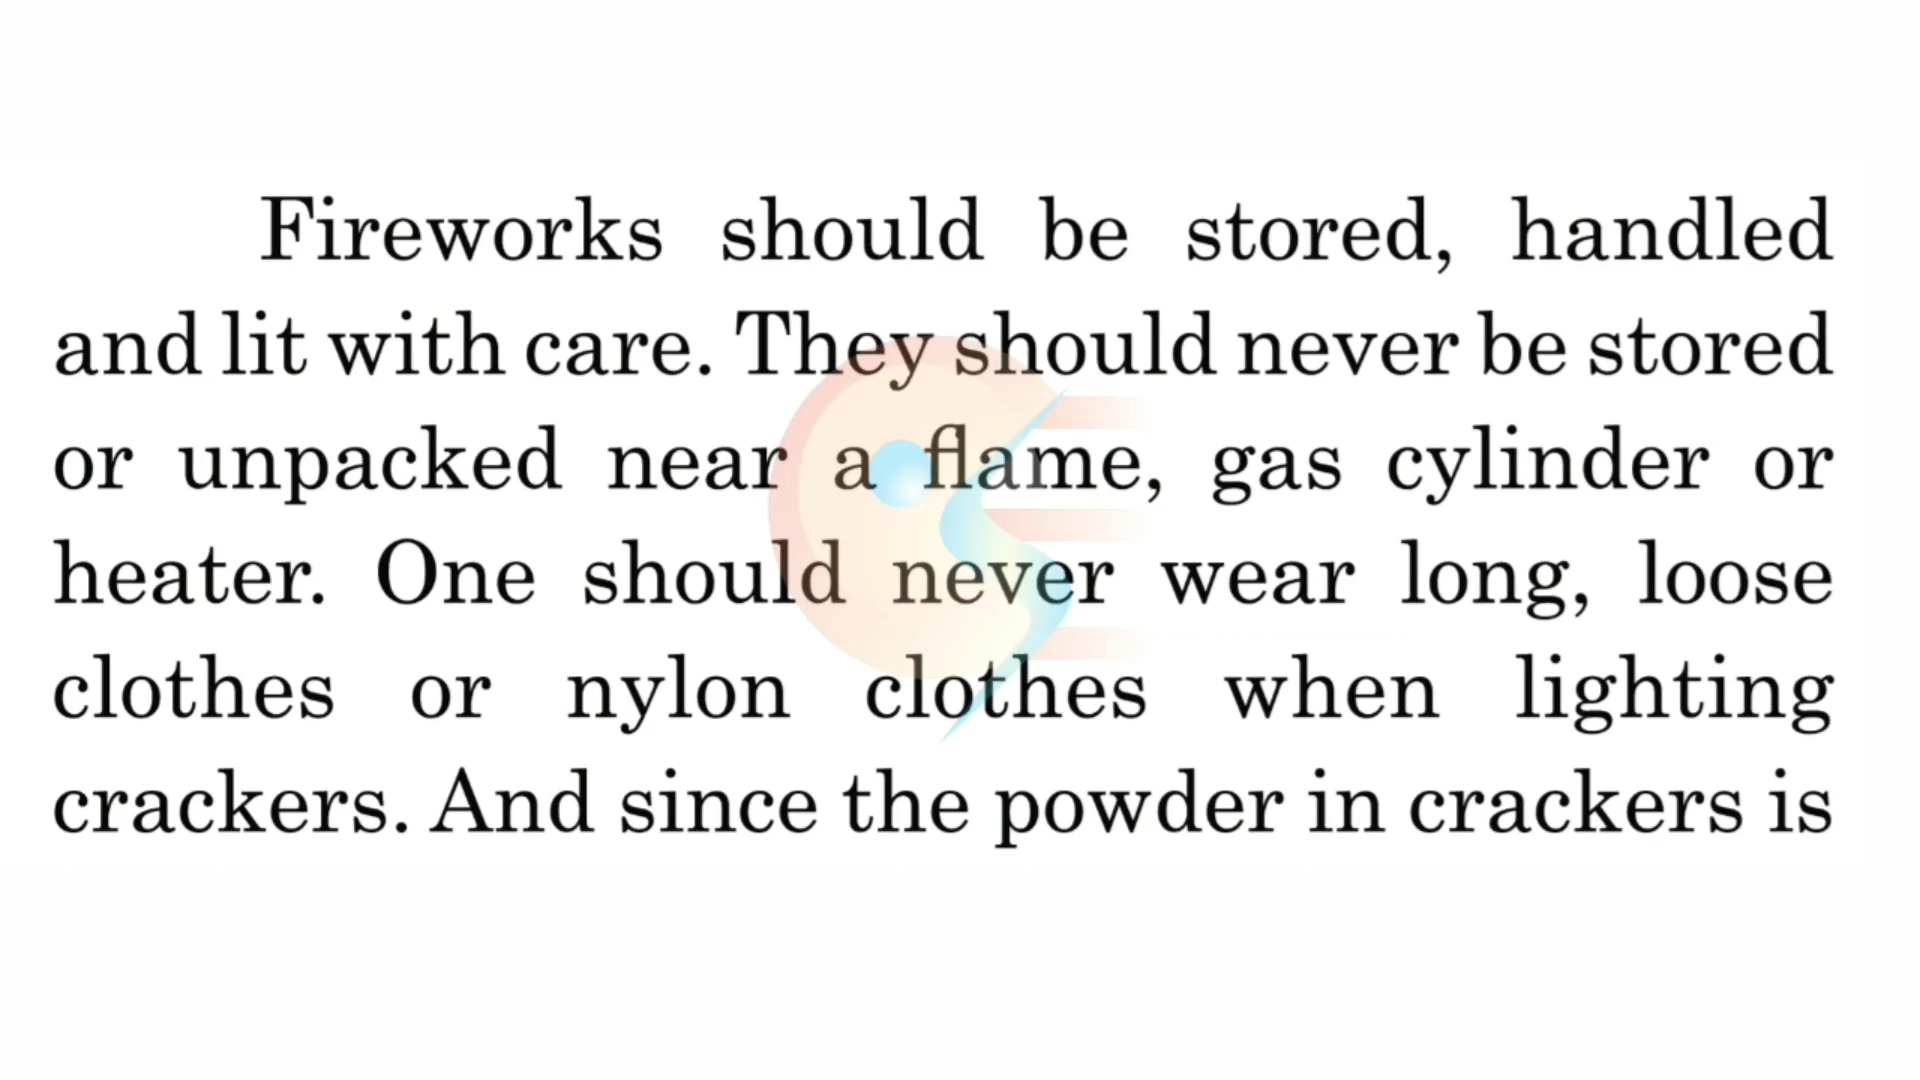 Fireworks should be stored, handled
and lit with care. They should never be stored
or unpacked near a flame, gas cylinder or
heater. One should never wear long, loose
clothes or nylon clothes when lighting
crackers. And since the powder in crackers is